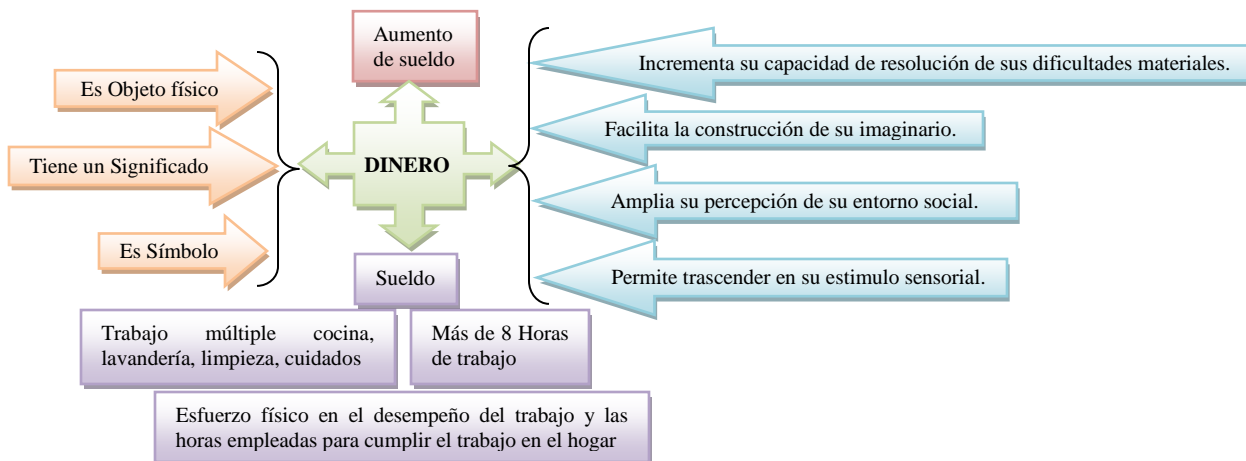 Aumento
de sueldo
Es Objeto físico
Tiene un Significado
Es Símbolo
DINERO
Incrementa su capacidad de resolución de sus dificultades materiales.
Facilita la construcción de su imaginario.
Amplia su percepción de su entorno social.
Permite trascender en su estimulo sensorial.
Sueldo
Trabajo múltiple cocina,
lavandería, limpieza, cuidados
Más de 8 Horas
de trabajo
Esfuerzo físico en el desempeño del trabajo y las
horas empleadas para cumplir el trabajo en el hogar